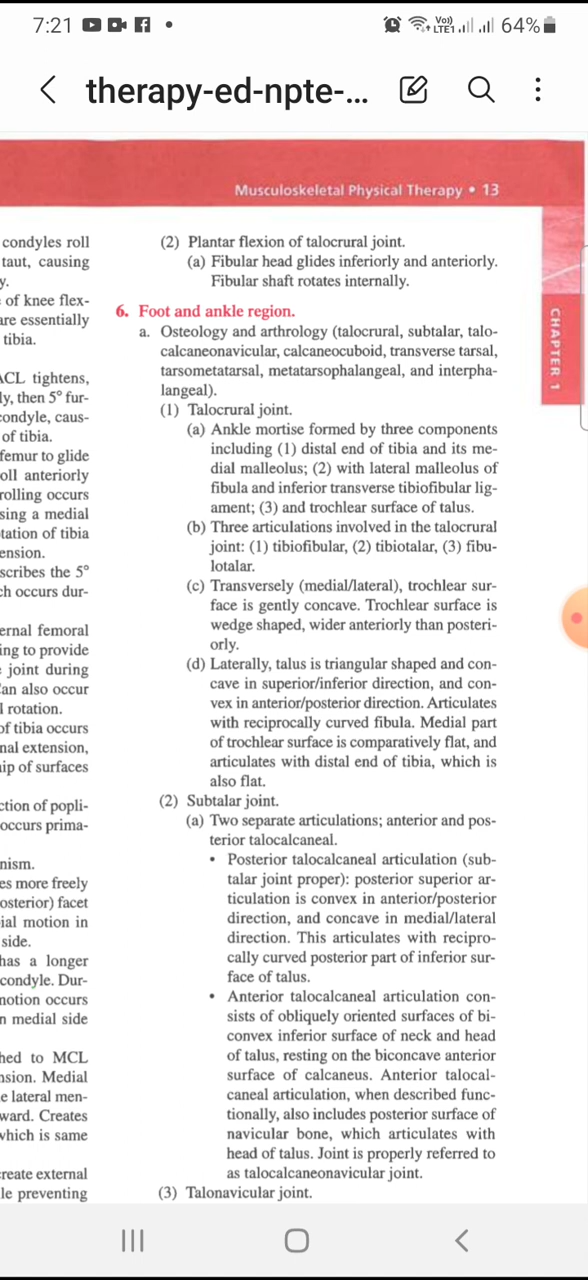 7:21
Vo))
LTE1
64%
therapy-ed-npte-...
Musculoskeletal Physical Therapy • 13
CHAPTER 1
condyles roll
taut, causing
y.
of knee flex-
are essentially
tibia.
ACL tightens,
ly, then 5° fur-
condyle, caus-
of tibia.
femur to glide
oll anteriorly
rolling occurs
sing a medial
tation of tibia
ension.
scribes the 5°
ch occurs dur-
ernal femoral
ing to provide
joint during
Can also occur
l rotation.
of tibia occurs
nal extension,
ip of surfaces
ction of popli-
occurs prima-
nism.
es more freely
osterior) facet
ial motion in
side.
has a longer
condyle. Dur-
notion occurs
n medial side
hed to MCL
nsion. Medial
e lateral men-
ward. Creates
which is same
create external
le preventing
(2) Plantar flexion of talocrural joint.
(a) Fibular head glides inferiorly and anteriorly.
Fibular shaft rotates internally.
6. Foot and ankle region.
a. Osteology and arthrology (talocrural, subtalar, talo-
calcaneonavicular, calcaneocuboid, transverse tarsal,
tarsometatarsal, metatarsophalangeal, and interpha-
langeal).
(1) Talocrural joint.
(a) Ankle mortise formed by three components
including (1) distal end of tibia and its me-
dial malleolus; (2) with lateral malleolus of
fibula and inferior transverse tibiofibular lig-
ament; (3) and trochlear surface of talus.
(b) Three articulations involved in the talocrural
joint: (1) tibiofibular, (2) tibiotalar, (3) fibu-
lotalar.
(c) Transversely (medial/lateral), trochlear sur-
face is gently concave. Trochlear surface is
wedge shaped, wider anteriorly than posteri-
orly.
(d) Laterally, talus is triangular shaped and con-
cave in superior/inferior direction, and con-
vex in anterior/posterior direction. Articulates
with reciprocally curved fibula. Medial part
of trochlear surface is comparatively flat, and
articulates with distal end of tibia, which is
also flat.
(2) Subtalar joint.
(a) Two separate articulations; anterior and pos-
terior talocalcaneal.
• Posterior talocalcaneal articulation (sub-
talar joint proper): posterior superior ar-
ticulation is convex in anterior/posterior
direction, and concave in medial/lateral
direction. This articulates with recipro-
cally curved posterior part of inferior sur-
face of talus.
• Anterior talocalcaneal articulation con-
sists of obliquely oriented surfaces of bi-
convex inferior surface of neck and head
of talus, resting on the biconcave anterior
surface of calcaneus. Anterior talocal-
caneal articulation, when described func-
tionally, also includes posterior surface of
navicular bone, which articulates with
head of talus. Joint is properly referred to
as talocalcaneonavicular joint.
(3) Talonavicular joint.